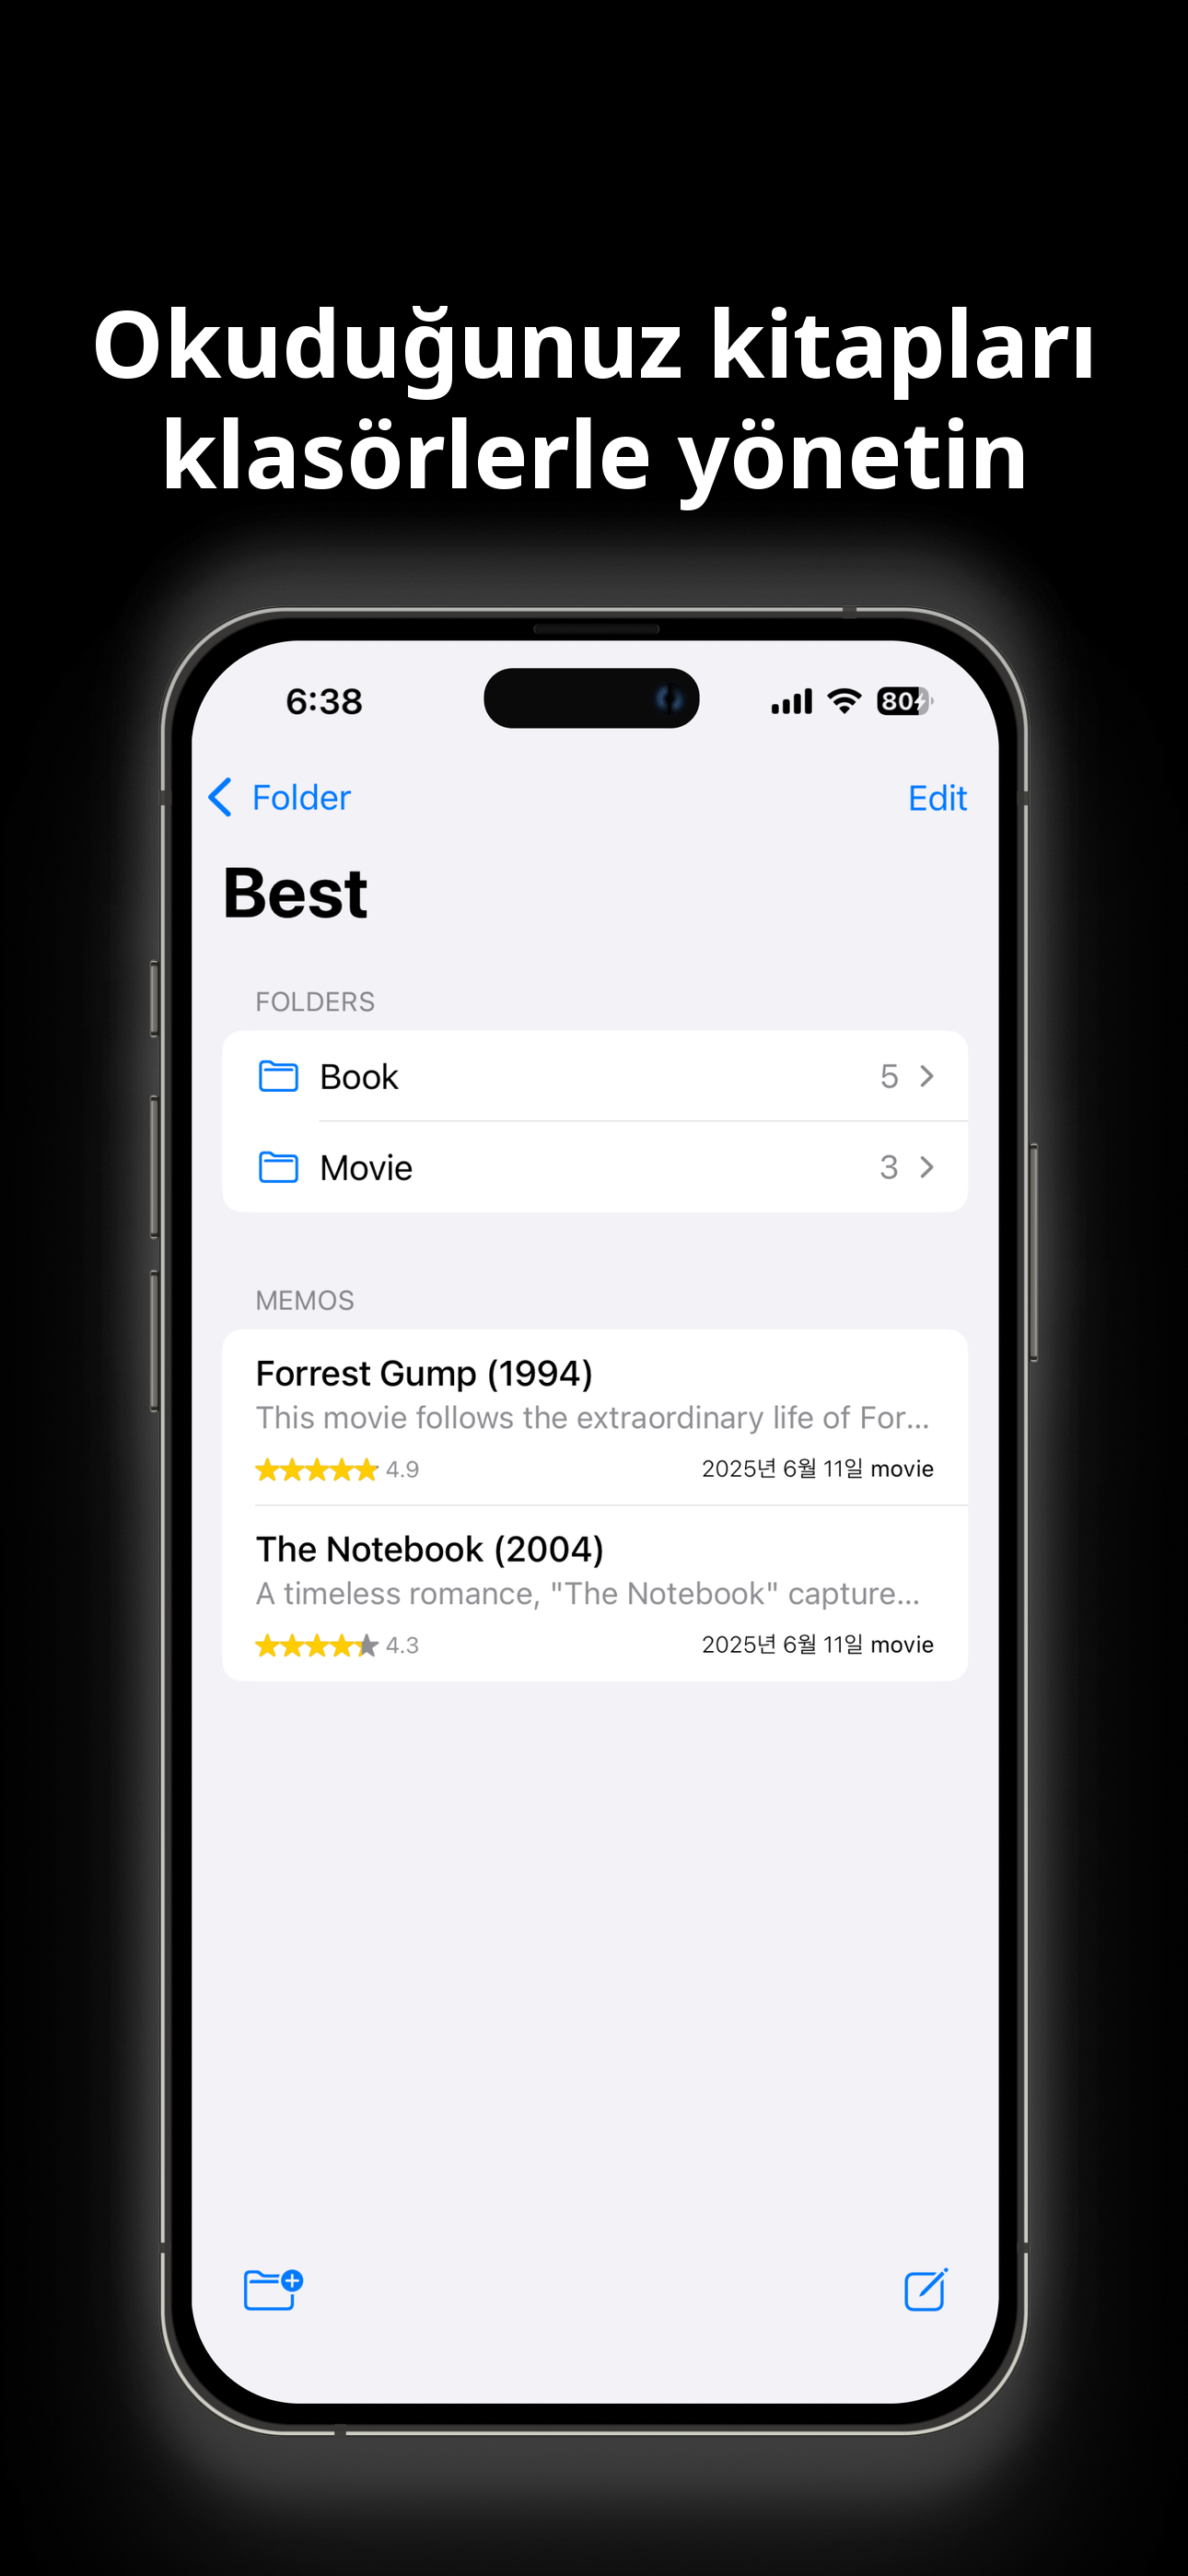 Okuduğunuz kitapları
klasörlerle yönetin
6:38
80
Folder
Edit
Best
FOLDERS
Book 5
Movie 3
MEMOS
Forrest Gump (1994)
This movie follows the extraordinary life of For...
4.9 2025년 6월 11일 movie
The Notebook (2004)
A timeless romance, "The Notebook" capture...
4.3 2025년 6월 11일 movie